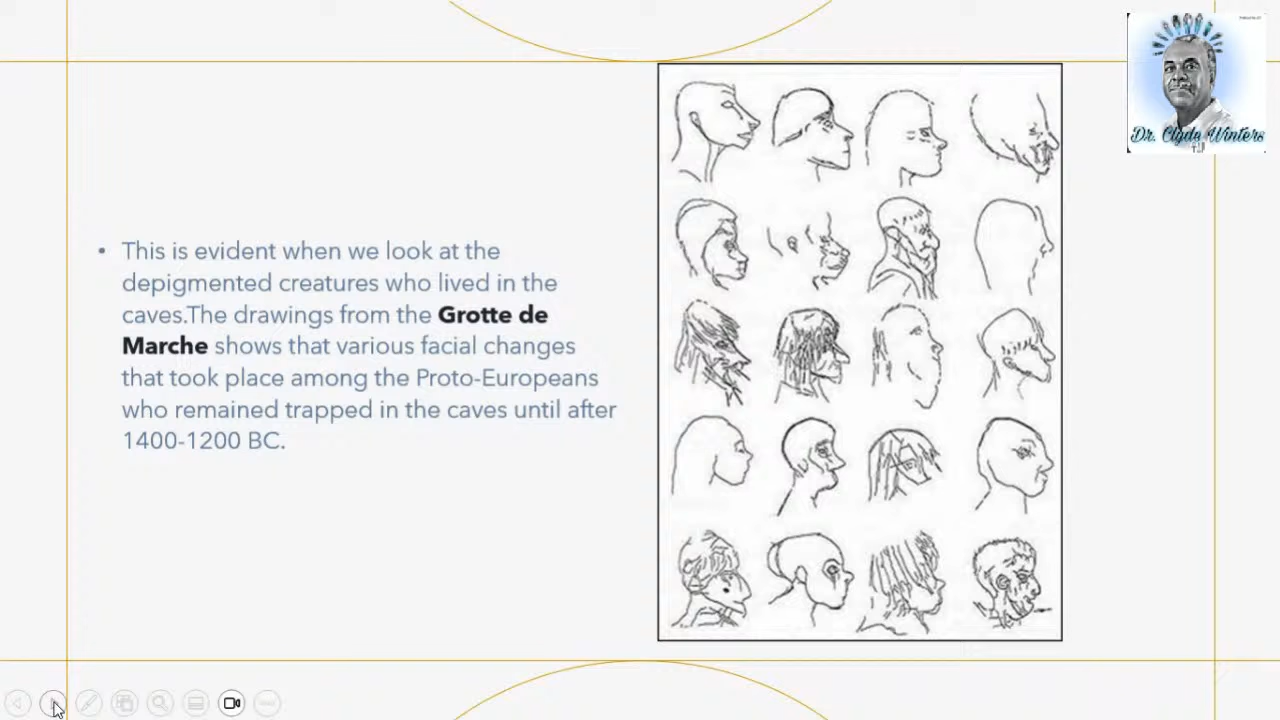 Dr. Clyde Winters
• This is evident when we look at the
depigmented creatures who lived in the
caves.The drawings from the Grotte de
Marche shows that various facial changes
that took place among the Proto-Europeans
who remained trapped in the caves until after
1400-1200 BC.